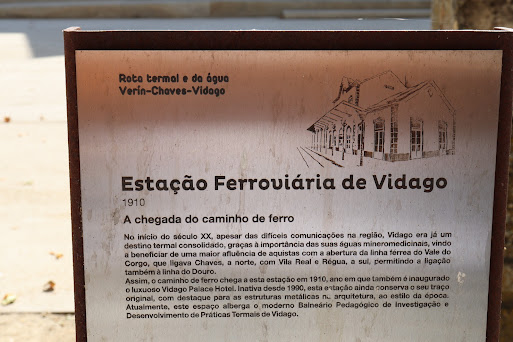 Rota termal e da água
Verín-Chaves-Vidago
Estação Ferroviária de Vidago
1910
A chegada do caminho de ferro
No início do século XX, apesar das difíceis comunicações na região, Vidago era já um
destino termal consolidado, graças à importância das suas águas mineromedicinais, vindo
a beneficiar de uma maior afluência de aquistas com a abertura da linha férrea do Vale do
Corgo, que ligava Chaves, a norte, com Vila Real e Régua, a sul, permitindo a ligação
também à linha do Douro.
Assim, o caminho de ferro chega a esta estação em 1910, ano em que também é inaugurado
o luxuoso Vidago Palace Hotel. Inativa desde 1990, esta estação ainda conserva o seu traço
original, com destaque para as estruturas metálicas na arquitetura, ao estilo da época.
Atualmente, este espaço alberga o moderno Balneário Pedagógico de Investigação e
Desenvolvimento de Práticas Termais de Vidago.